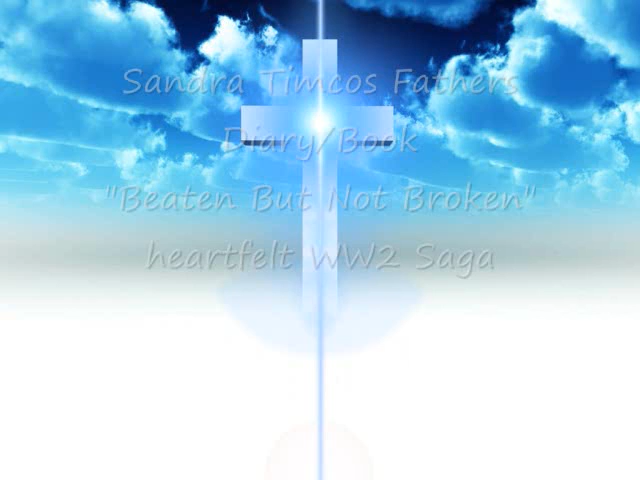 Sandra Timcos Fathers
Diary/Book
"Beaten But Not Broken"
heartfelt WW2 Saga